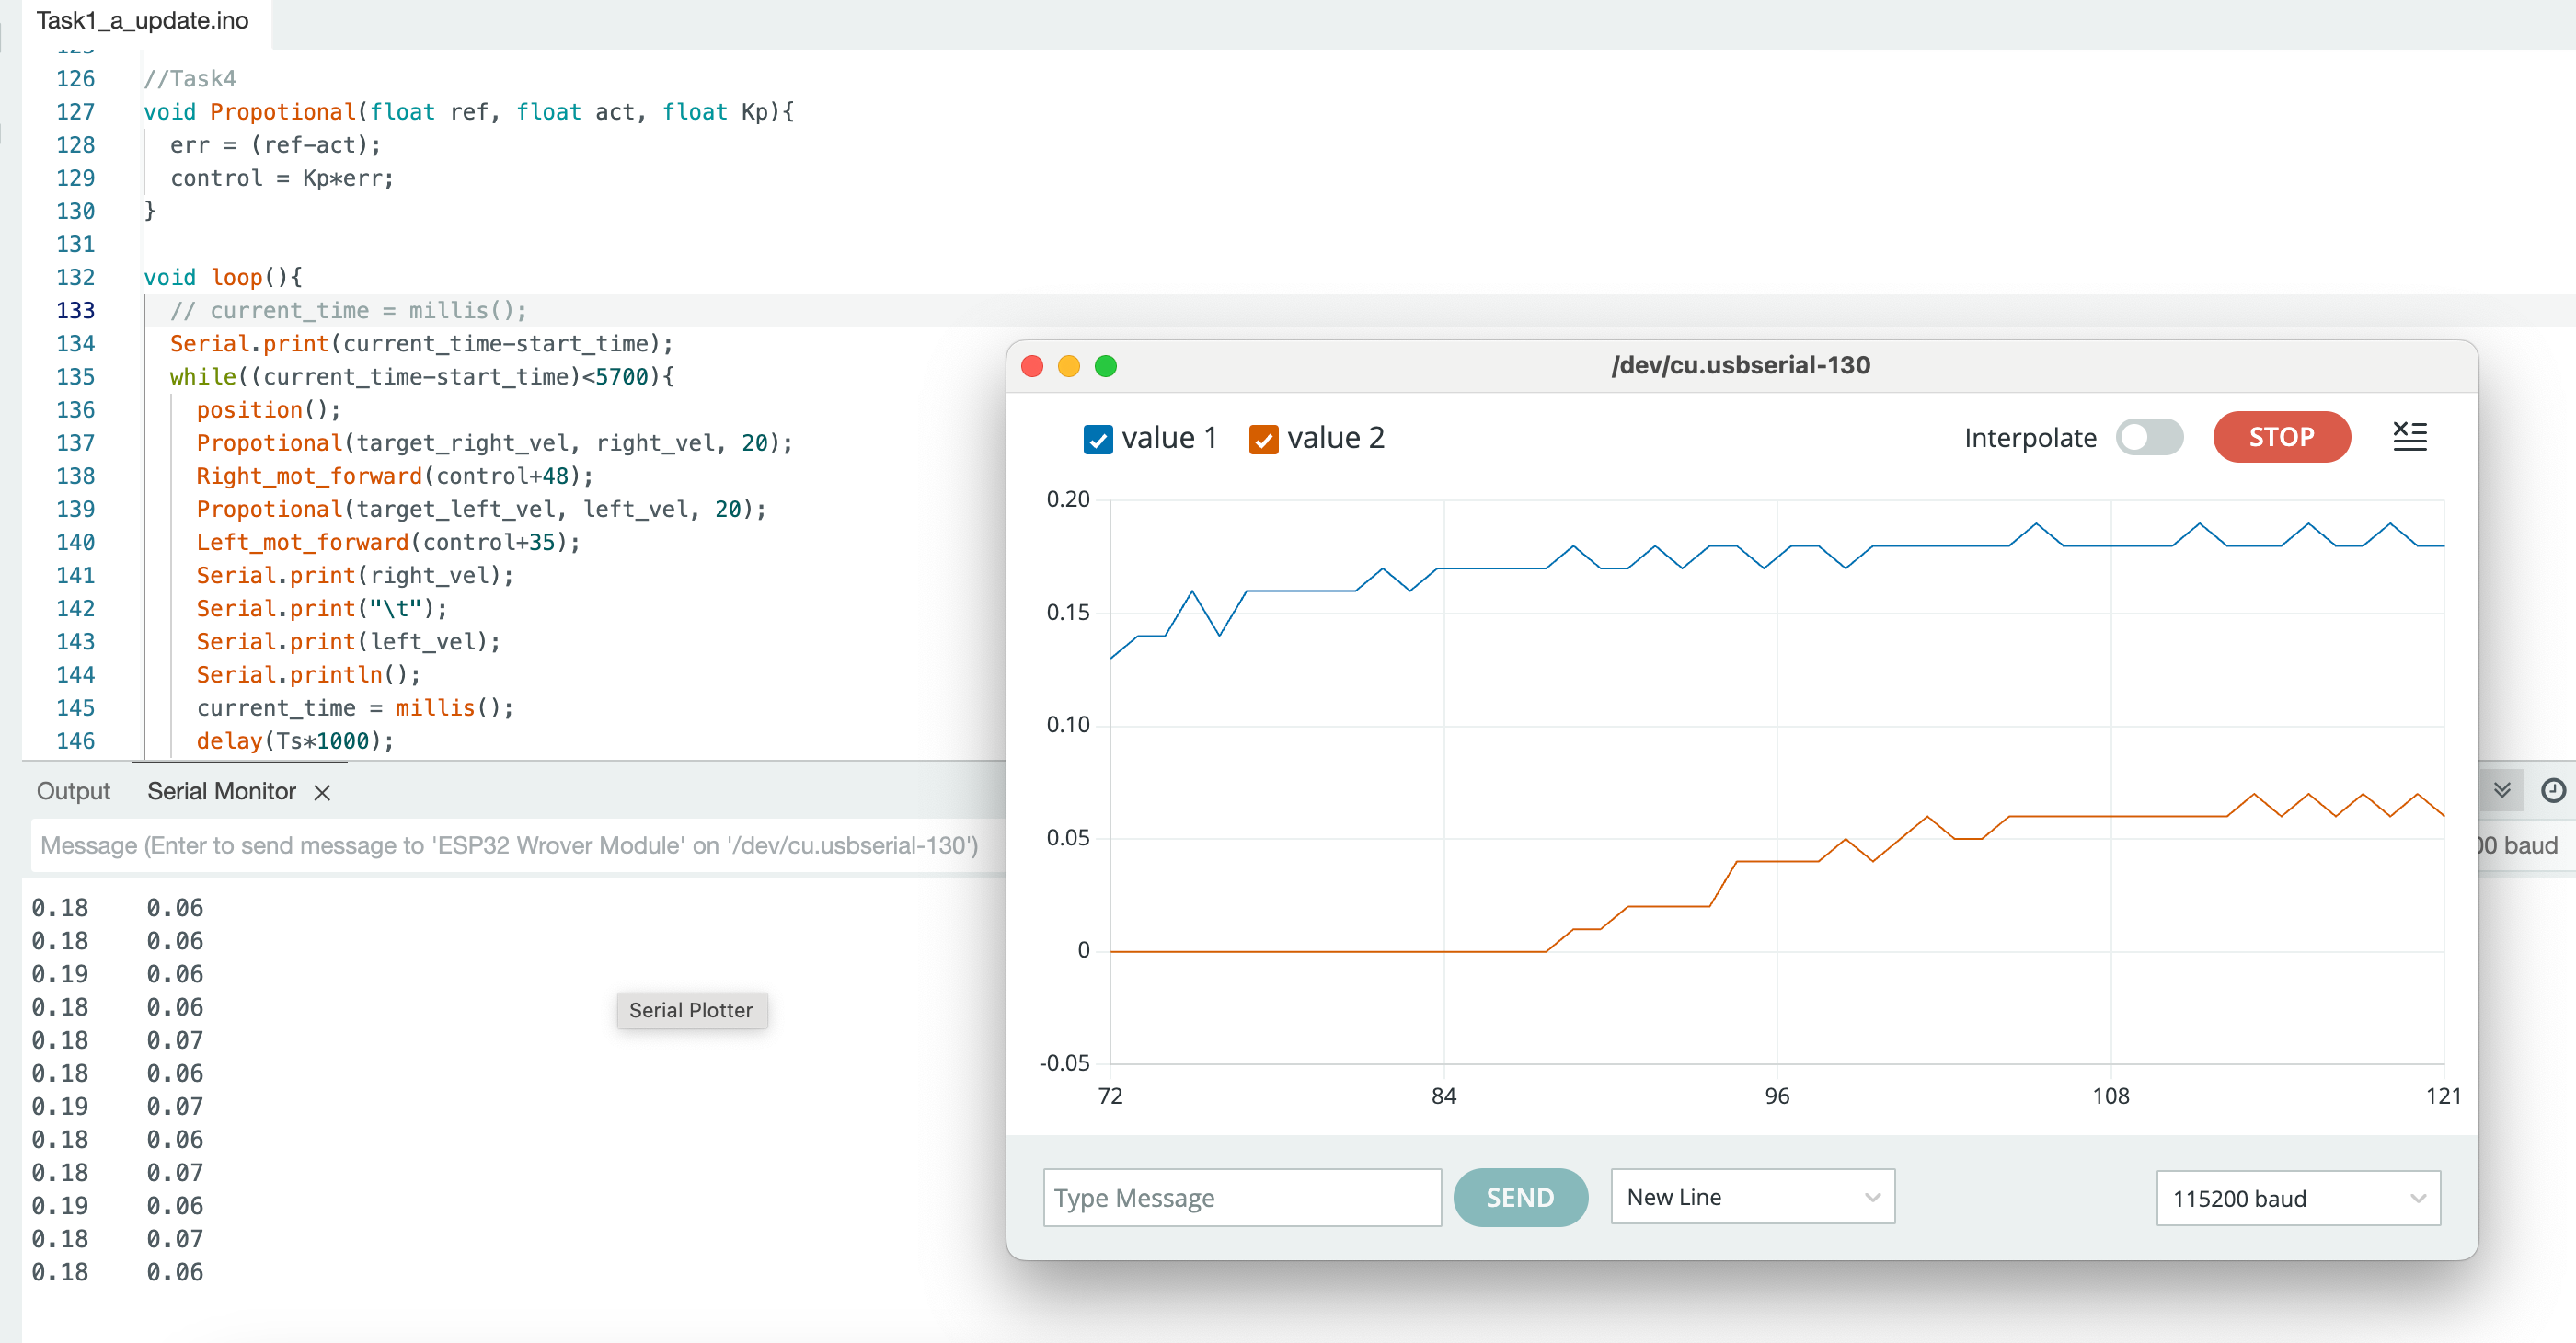 Task1_a_update.ino
126 //Task4
127 void Propotional(float ref, float act, float Kp){
128 err = (ref-act);
129 control = Kp*err;
130 }
131
132 void loop(){
133 // current_time = millis();
134 Serial.print(current_time-start_time);
135 while((current_time-start_time)<5700){
136 position();
137 Propotional(target_right_vel, right_vel, 20);
138 Right_mot_forward(control+48);
139 Propotional(target_left_vel, left_vel, 20);
140 Left_mot_forward(control+35);
141 Serial.print(right_vel);
142 Serial.print("\t");
143 Serial.print(left_vel);
144 Serial.println();
145 current_time = millis();
146 delay(Ts*1000);
Output Serial Monitor
Message (Enter to send message to 'ESP32 Wrover Module' on '/dev/cu.usbserial-130')
baud
0.18 0.06
0.18 0.06
0.19 0.06
0.18 0.06
0.18 0.07
0.18 0.06
0.19 0.07
0.18 0.06
0.18 0.07
0.19 0.06
0.18 0.07
0.18 0.06
Serial Plotter
/dev/cu.usbserial-130
value 1 value 2 Interpolate STOP
0.20
0.15
0.10
0.05
0
-0.05
72 84 96 108 121
Type Message SEND New Line 115200 baud